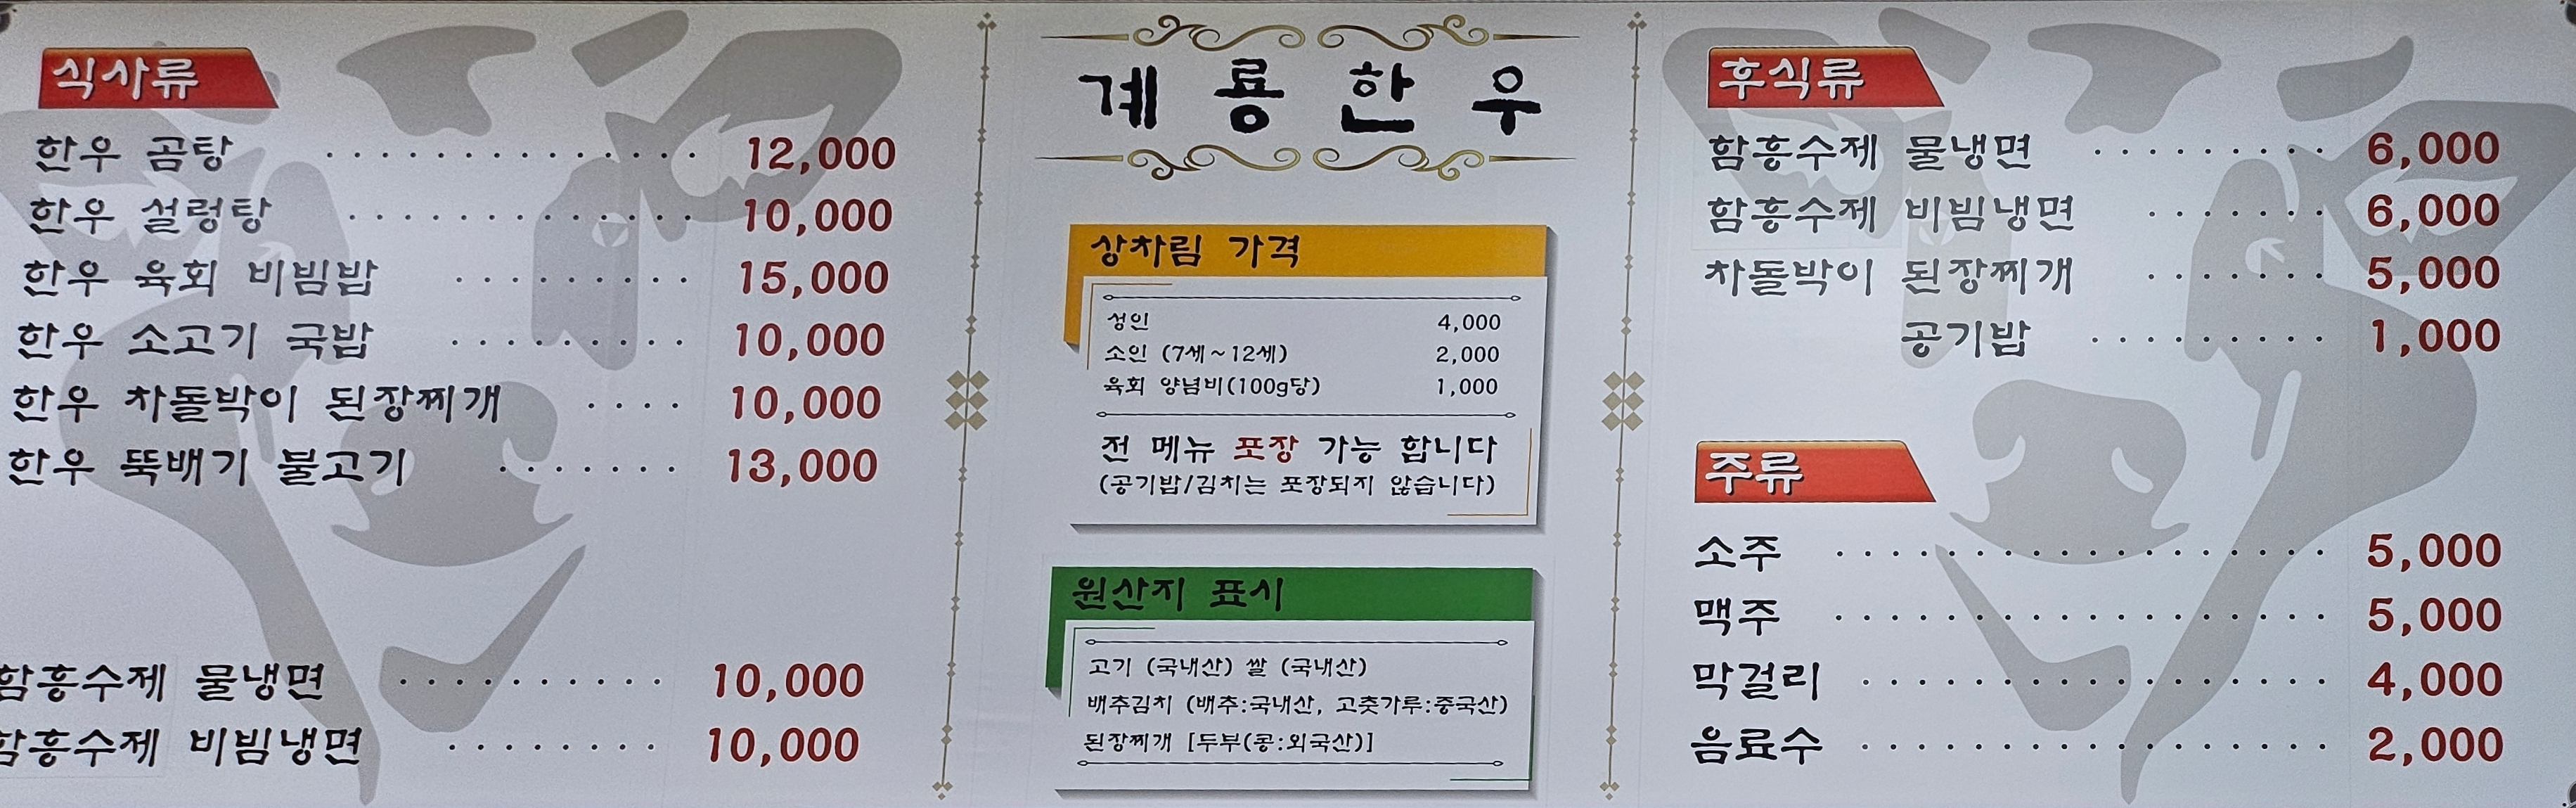 식사류
한우 곰탕 12,000
한우 설렁탕 10,000
한우 육회 비빔밥 15,000
한우 소고기 국밥 10,000
한우 차돌박이 된장찌개 10,000
한우 뚝배기 불고기 13,000
함흥수제 물냉면 10,000
함흥수제 비빔냉면 10,000
계룡한우
상차림 가격
성인 4,000
소인 (7세~12세) 2,000
육회 양념비(100g당) 1,000
전 메뉴 포장 가능 합니다
(공기밥/김치는 포장되지 않습니다)
원산지 표시
고기 (국내산) 쌀 (국내산)
배추김치 (배추:국내산, 고춧가루:중국산)
된장찌개 [두부(콩:외국산)]
후식류
함흥수제 물냉면 6,000
함흥수제 비빔냉면 6,000
차돌박이 된장찌개 5,000
공기밥 1,000
주류
소주 5,000
맥주 5,000
막걸리 4,000
음료수 2,000